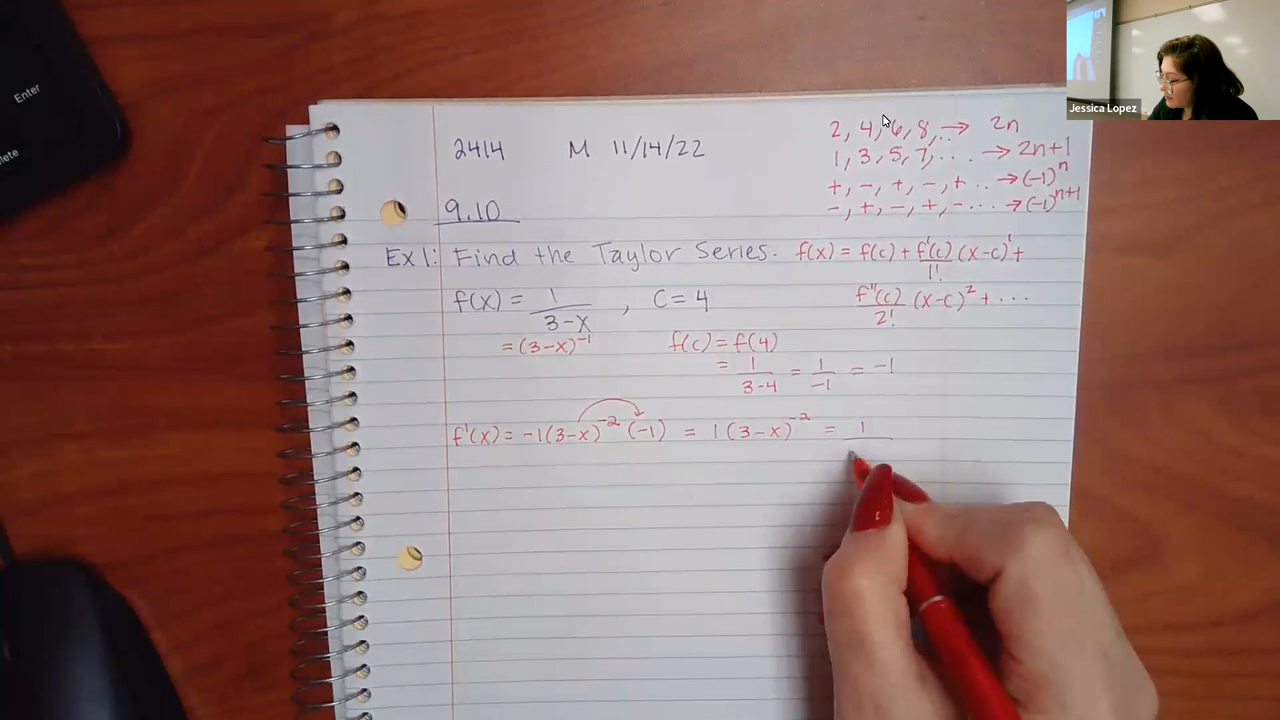 Enter
lete
Jessica Lopez
2, 4, 6, 8, .. → 2n
2414 M 11/14/22
1, 3, 5, 7, ... → 2n+1
+, -, +, -, + .. → (-1)^n
-, +, -, +, - ... → (-1)^{n+1}
9.10
Ex 1: Find the Taylor Series. f(x) = f(c) + f'(c)/1! (x-c)^1 +
f(x) = 1/(3-x) , c = 4 f''(c)/2! (x-c)^2 + ...
= (3-x)^{-1} f(c) = f(4)
= 1/(3-4) = 1/-1 = -1
f'(x) = -1(3-x)^{-2} (-1) = 1(3-x)^{-2} = 1/